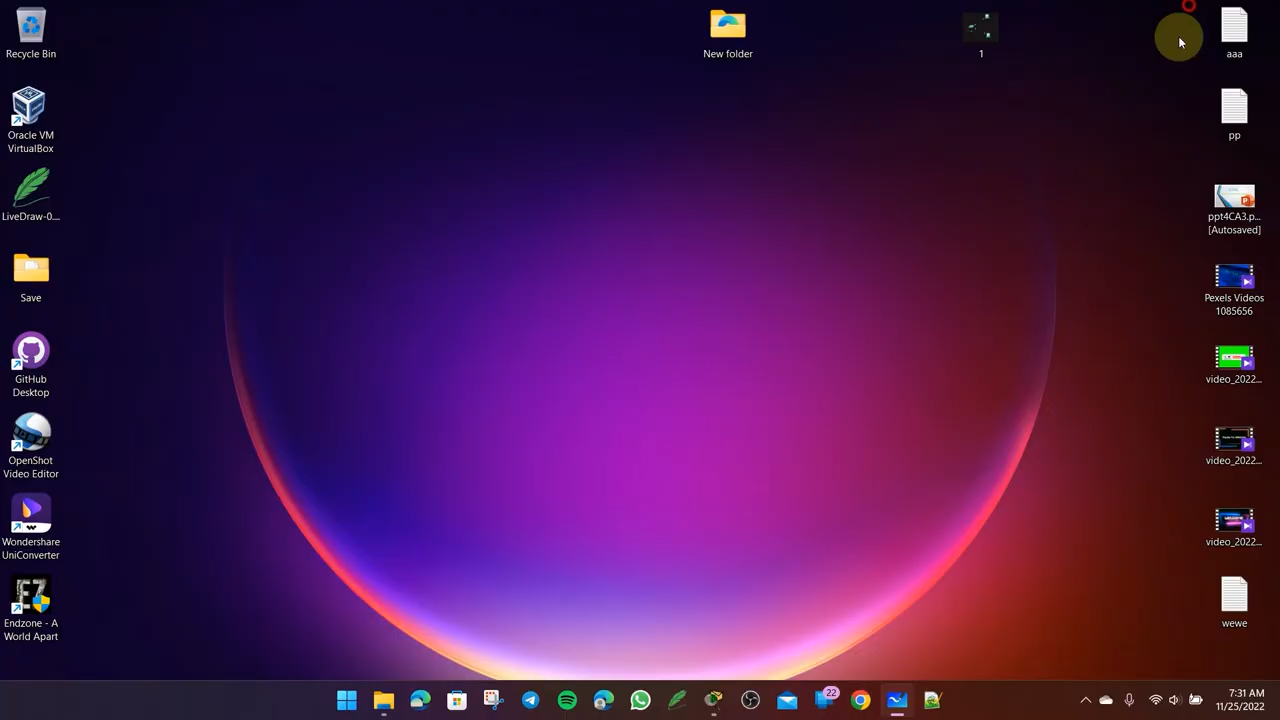 Recycle Bin
Oracle VM
VirtualBox
LiveDraw-0...
Save
GitHub
Desktop
OpenShot
Video Editor
Wondershare
UniConverter
Endzone - A
World Apart
New folder
1
aaa
pp
ppt4CA3.p...
[Autosaved]
Pexels Videos
1085656
video_2022...
video_2022...
video_2022...
wewe
22
7:31 AM
11/25/2022